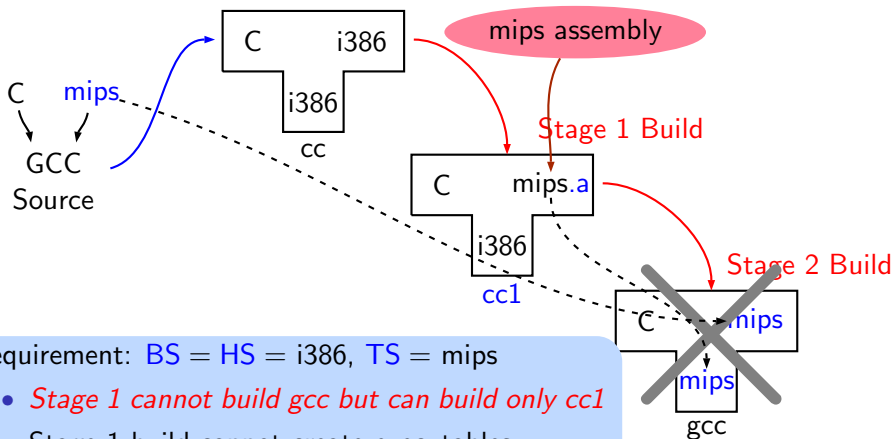 C i386
i386
cc
mips assembly
C mips
GCC
Source
Stage 1 Build
C mips.a
i386
cc1
Stage 2 Build
C mips
mips
gcc
equirement: BS = HS = i386, TS = mips
• Stage 1 cannot build gcc but can build only cc1